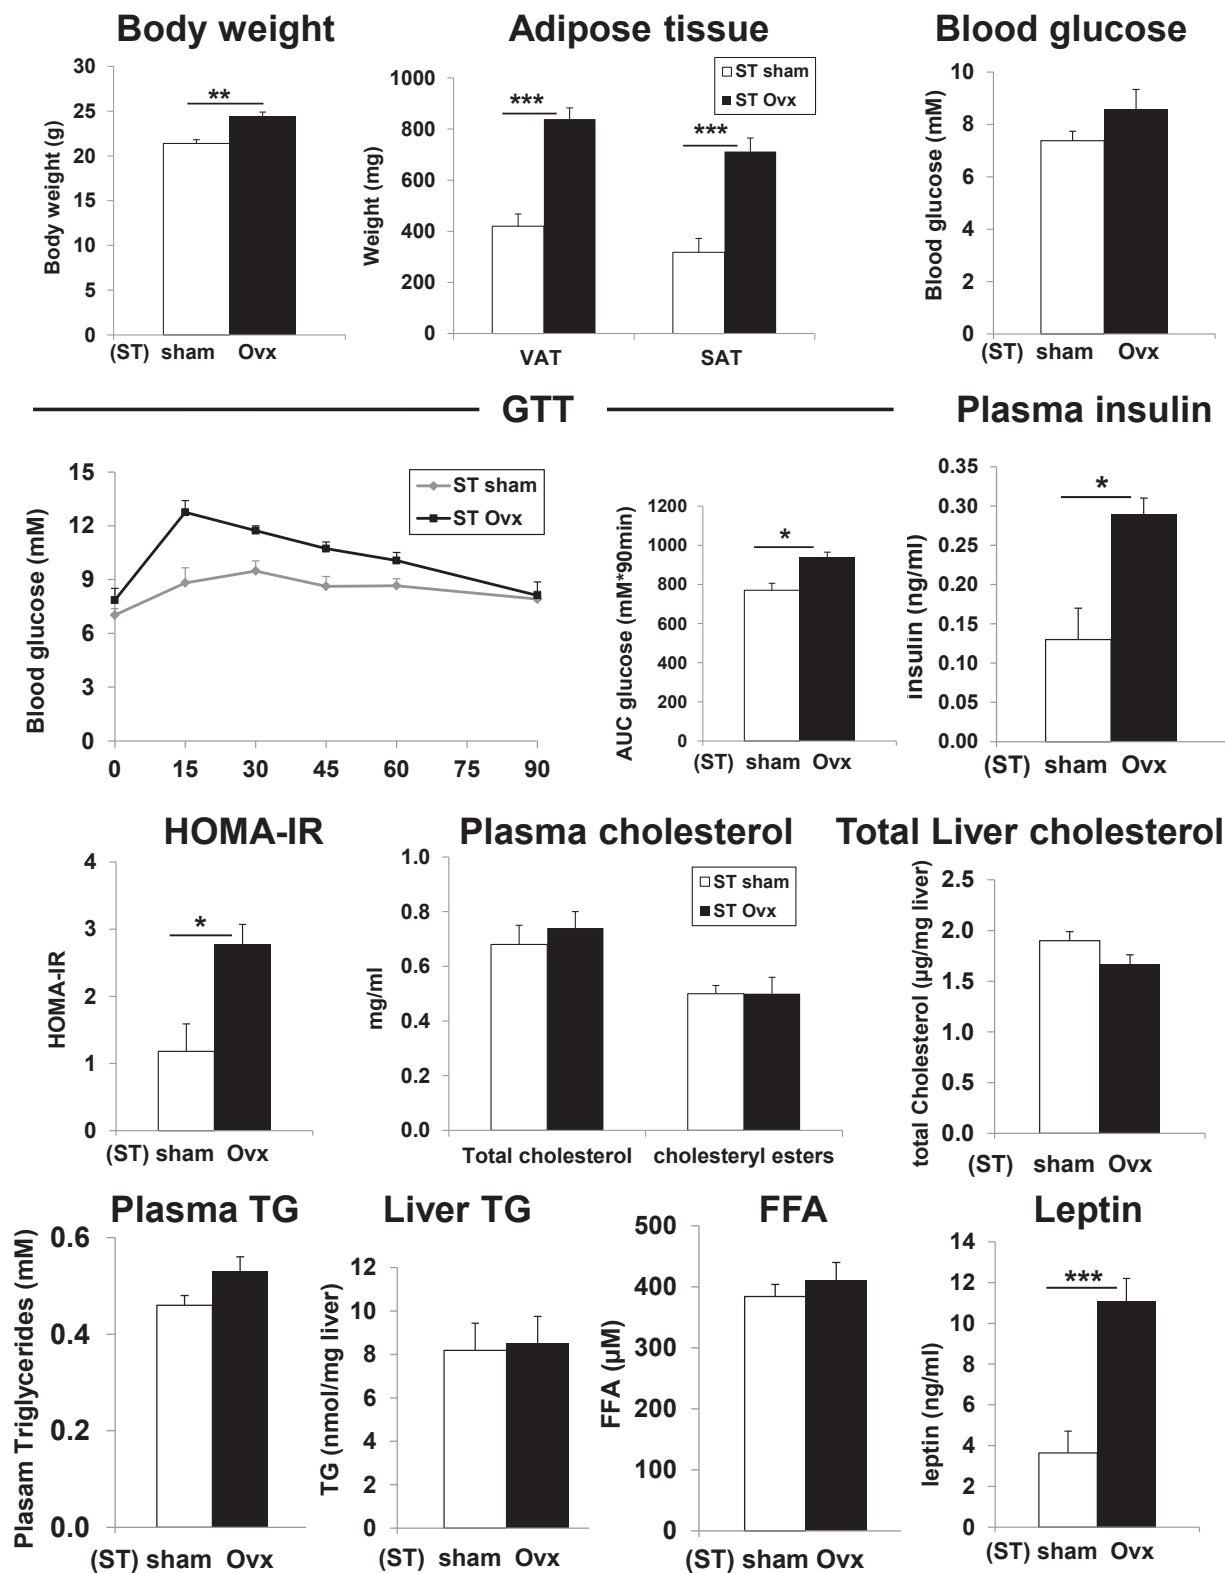 Body weight
Body weight (g)
30
25
20
15
10
5
0
**
(ST) sham Ovx
Adipose tissue
Weight (mg)
1000
800
600
400
200
0
ST sham
ST Ovx
***
***
VAT SAT
Blood glucose
Blood glucose (mM)
10
8
6
4
2
0
(ST) sham Ovx
GTT
Blood glucose (mM)
15
12
9
6
3
0
ST sham
ST Ovx
0 15 30 45 60 75 90
AUC glucose (mM*90min)
1200
1000
800
600
400
200
0
*
(ST) sham Ovx
Plasma insulin
insulin (ng/ml)
0.35
0.30
0.25
0.20
0.15
0.10
0.05
0.00
*
(ST) sham Ovx
HOMA-IR
HOMA-IR
4
3
2
1
0
*
(ST) sham Ovx
Plasma cholesterol
mg/ml
1.0
0.8
0.6
0.4
0.2
0.0
ST sham
ST Ovx
Total cholesterol cholesteryl esters
Total Liver cholesterol
total Cholesterol (µg/mg liver)
2.5
2.0
1.5
1.0
0.5
0.0
(ST) sham Ovx
Plasma TG
Plasam Triglycerides (mM)
0.6
0.4
0.2
0.0
(ST) sham Ovx
Liver TG
TG (nmol/mg liver)
12
10
8
6
4
2
0
(ST) sham Ovx
FFA
FFA (µM)
500
400
300
200
100
0
(ST) sham Ovx
Leptin
leptin (ng/ml)
14
12
10
8
6
4
2
0
***
(ST) sham Ovx